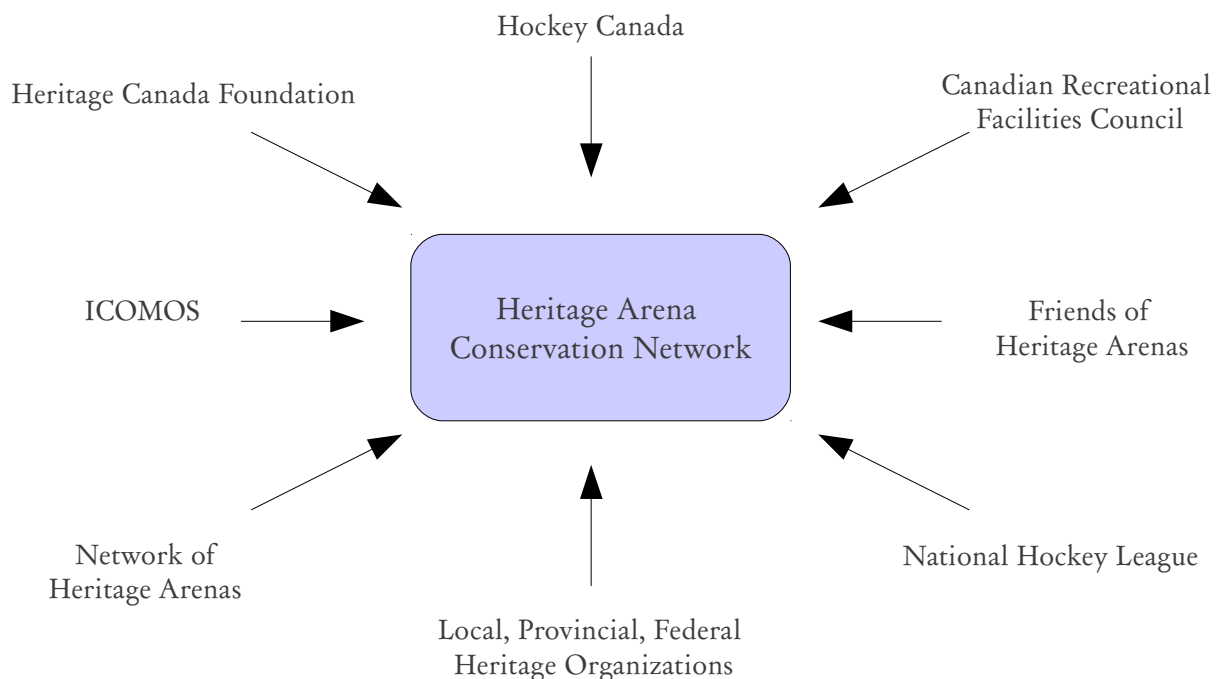 Hockey Canada
Heritage Canada Foundation
Canadian Recreational
Facilities Council
ICOMOS
Heritage Arena
Conservation Network
Friends of
Heritage Arenas
Network of
Heritage Arenas
National Hockey League
Local, Provincial, Federal
Heritage Organizations